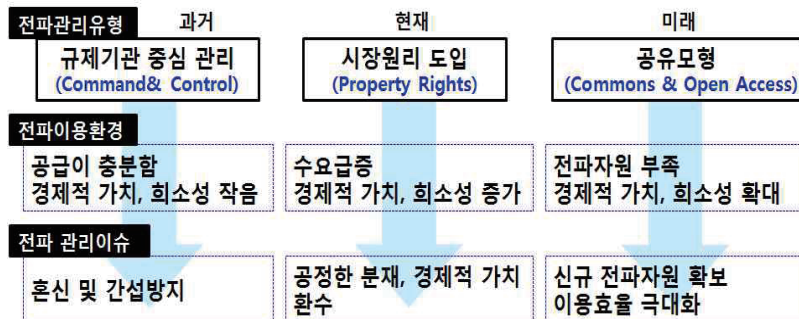 전파관리유형
과거
현재
미래
규제기관 중심 관리
(Command& Control)
시장원리 도입
(Property Rights)
공유모형
(Commons & Open Access)
전파이용환경
공급이 충분함
경제적 가치, 희소성 작음
수요급증
경제적 가치, 희소성 증가
전파자원 부족
경제적 가치, 희소성 확대
전파 관리이슈
혼신 및 간섭방지
공정한 분재, 경제적 가치
환수
신규 전파자원 확보
이용효율 극대화